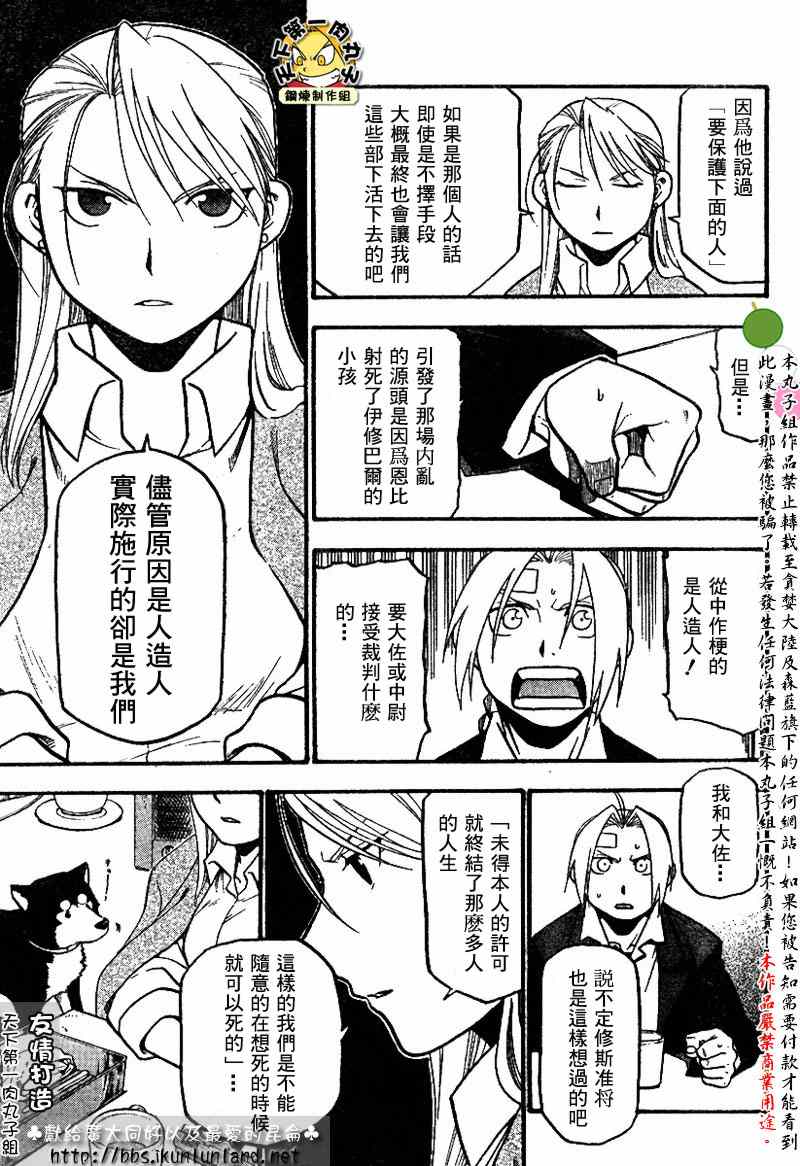 天下第一肉丸子
鋼煉制作組
因爲他說過
「要保護下面的人」
如果是那個人的話
即使是不擇手段
大概最終也會讓我們
這些部下活下去的吧
但是…
引發了那場內亂
的源頭是因爲恩比
射死了伊修巴爾的
小孩
從中作梗的
是人造人!
要大佐或中尉
接受裁判什麽
的…
儘管原因是人造人
實際施行的卻是我們
我和大佐…
説不定修斯准將
也是這樣想過的吧
「未得本人的許可
就終結了那麽多人
的人生
這樣的我們是不能
隨意的在想死的時候
就可以死的」…
本丸子組作品禁止轉載至貪婪大陸及森藍旗下的任何網站!如果您被告知需要付款才能看到
此漫畫,那麼您被騙了…若發生任何法律問題本丸子組一概不負責!本作品嚴禁商業用途。
友情打造
天下第一肉丸子組
♣獻給廣大同好以及最愛的昆侖♣
http://bbs.ikunlunland.net/